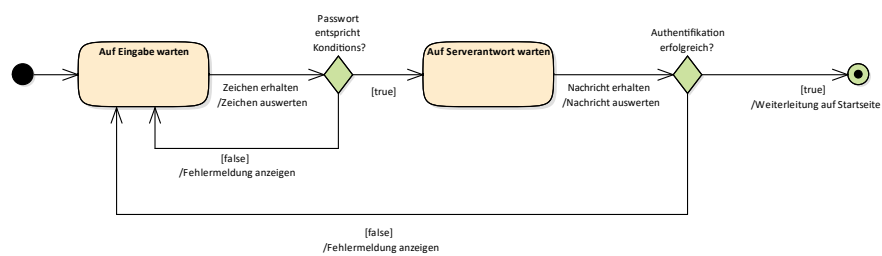 Passwort
entspricht
Konditions?
Authentifikation
erfolgreich?
Auf Eingabe warten
Auf Serverantwort warten
Zeichen erhalten
/Zeichen auswerten
[true]
Nachricht erhalten
/Nachricht auswerten
[true]
/Weiterleitung auf Startseite
[false]
/Fehlermeldung anzeigen
[false]
/Fehlermeldung anzeigen